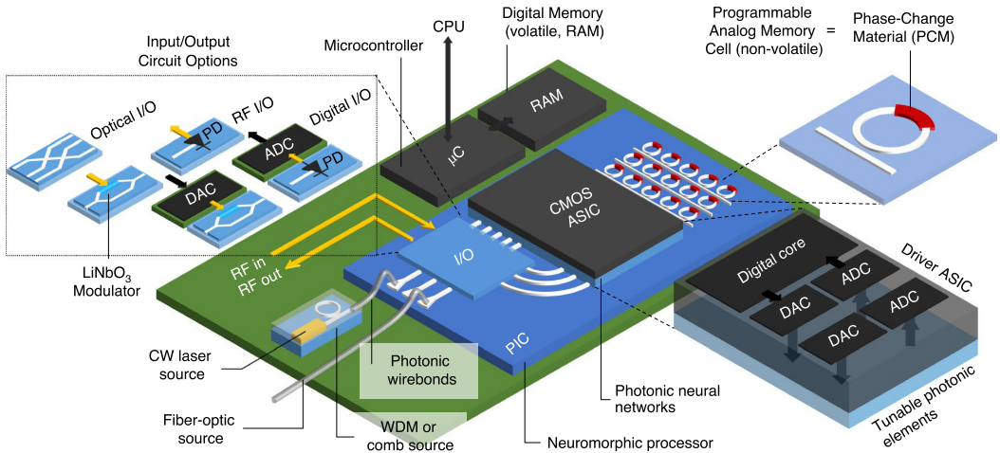 Input/Output
Circuit Options
Microcontroller
CPU
Digital Memory
(volatile, RAM)
Programmable
Analog Memory
Cell (non-volatile)
=
Phase-Change
Material (PCM)
Optical I/O
RF I/O
Digital I/O
PD
ADC
PD
DAC
LiNbO3
Modulator
RAM
μC
CMOS
ASIC
I/O
RF in
RF out
PIC
Digital core
Driver ASIC
ADC
DAC
ADC
DAC
Tunable photonic
elements
CW laser
source
Photonic
wirebonds
Fiber-optic
source
WDM or
comb source
Photonic neural
networks
Neuromorphic processor